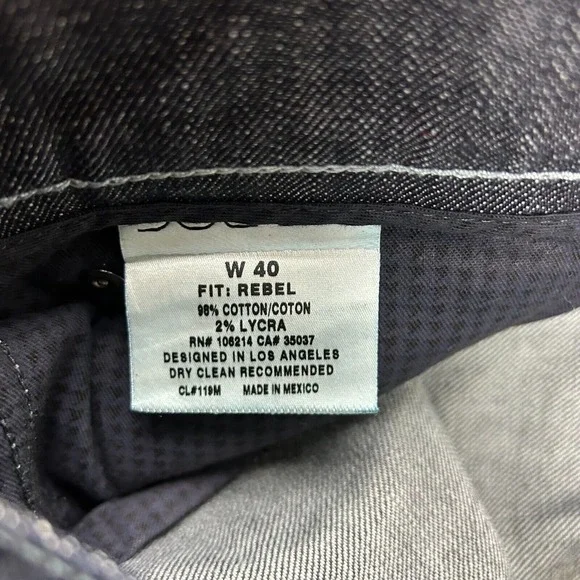 W 40
FIT: REBEL
98% COTTON/COTON
2% LYCRA
RN# 106214 CA# 35037
DESIGNED IN LOS ANGELES
DRY CLEAN RECOMMENDED
CL#119M MADE IN MEXICO